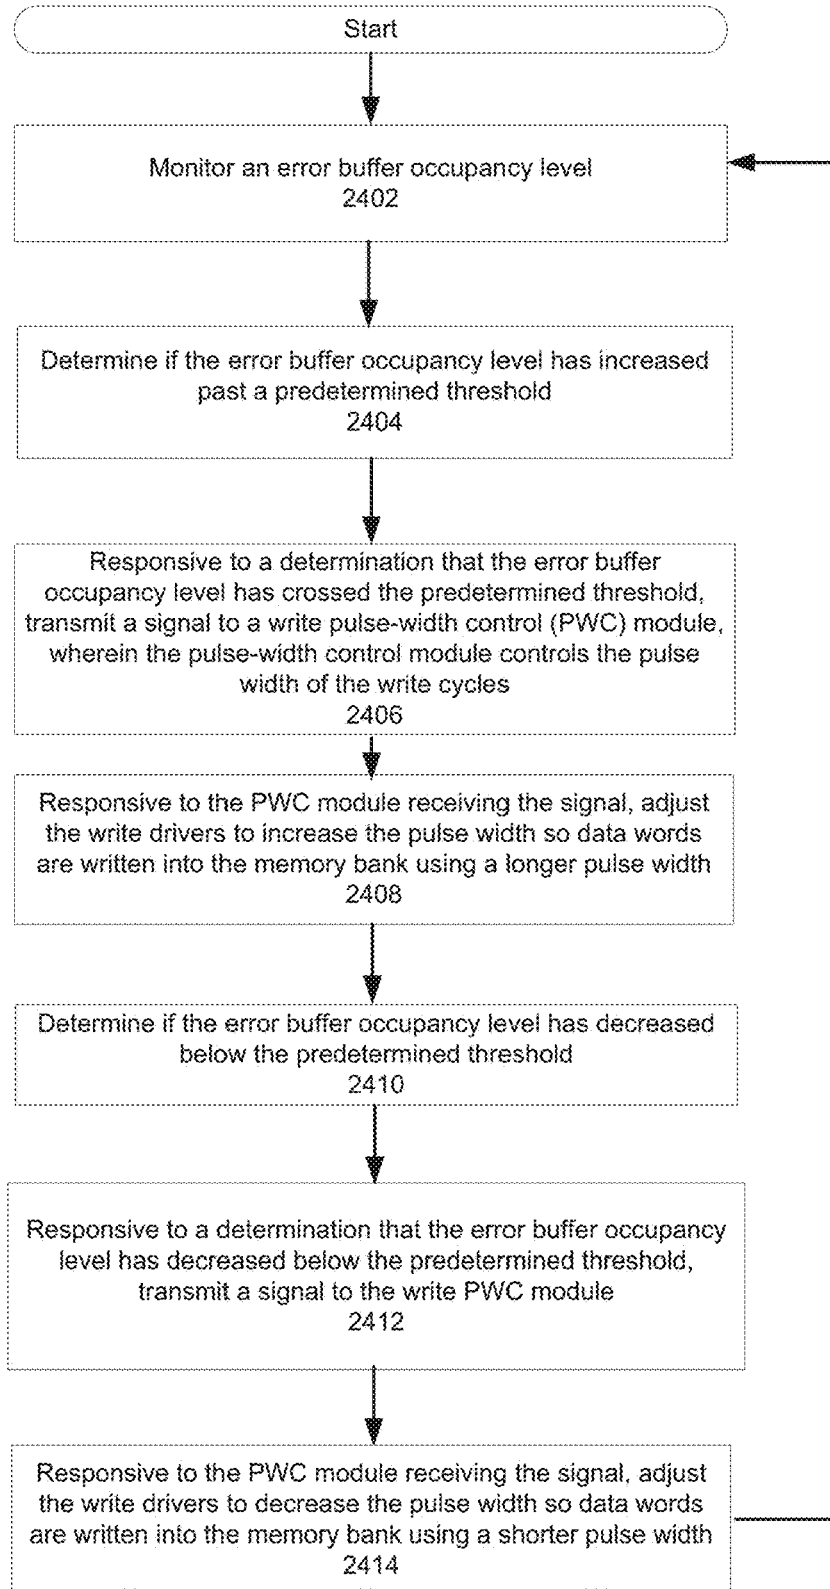 Start
Monitor an error buffer occupancy level
2402
Determine if the error buffer occupancy level has increased
past a predetermined threshold
2404
Responsive to a determination that the error buffer
occupancy level has crossed the predetermined threshold,
transmit a signal to a write pulse-width control (PWC) module,
wherein the pulse-width control module controls the pulse
width of the write cycles
2406
Responsive to the PWC module receiving the signal, adjust
the write drivers to increase the pulse width so data words
are written into the memory bank using a longer pulse width
2408
Determine if the error buffer occupancy level has decreased
below the predetermined threshold
2410
Responsive to a determination that the error buffer occupancy
level has decreased below the predetermined threshold,
transmit a signal to the write PWC module
2412
Responsive to the PWC module receiving the signal, adjust
the write drivers to decrease the pulse width so data words
are written into the memory bank using a shorter pulse width
2414